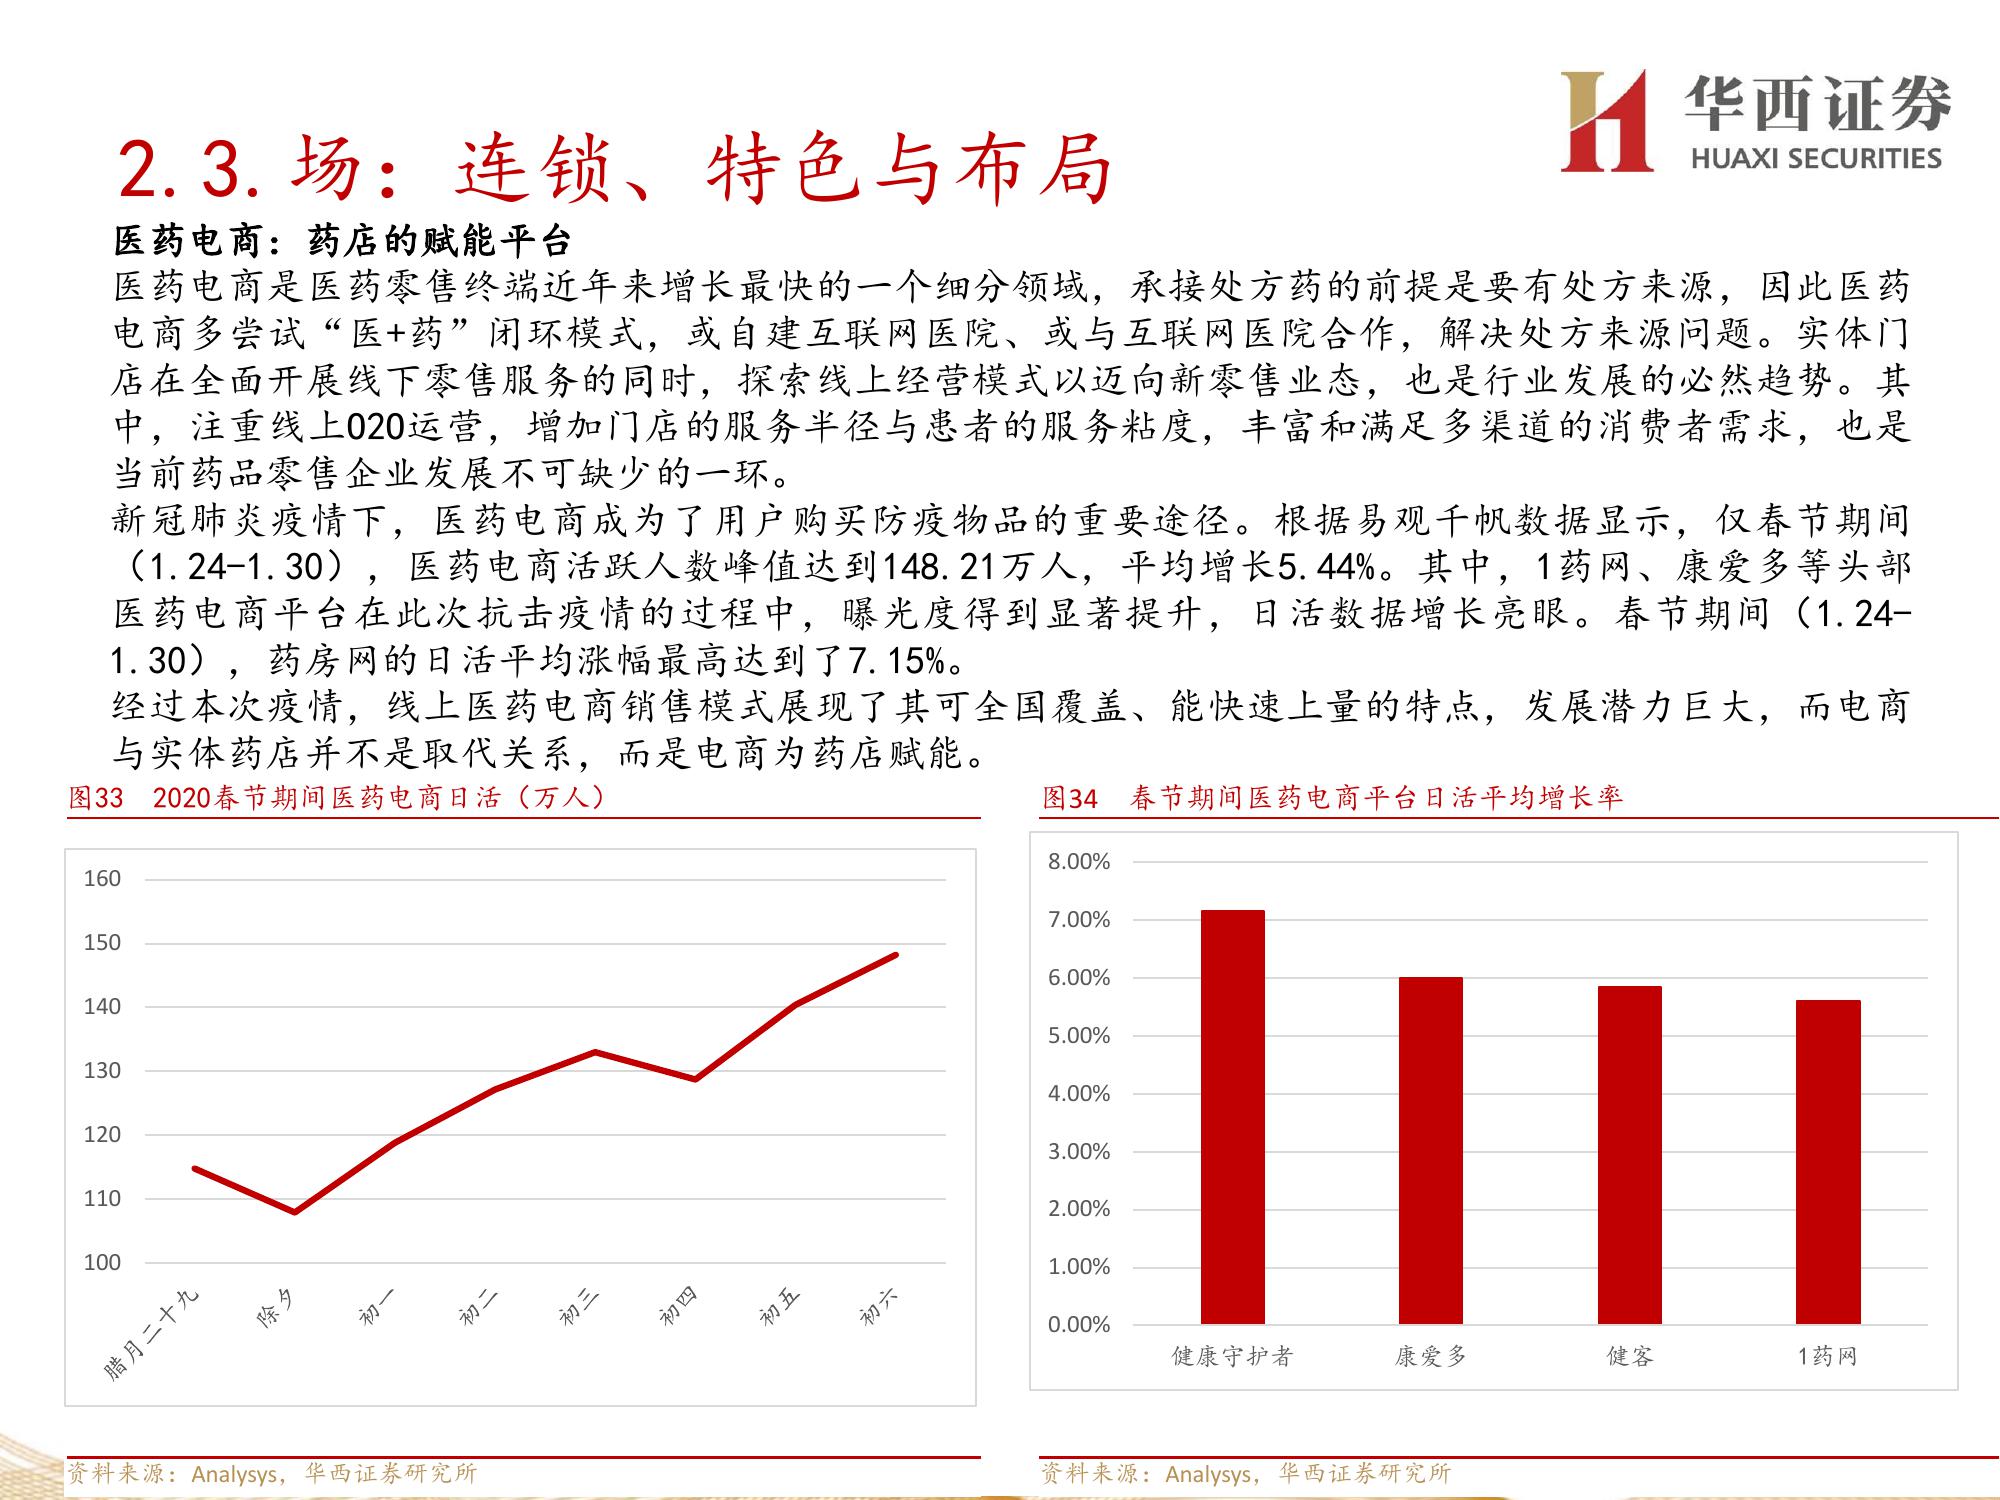 华西证券
HUAXI SECURITIES
2.3.场：连锁、特色与布局
医药电商：药店的赋能平台
医药电商是医药零售终端近年来增长最快的一个细分领域，承接处方药的前提是要有处方来源，因此医药
电商多尝试“医+药”闭环模式，或自建互联网医院、或与互联网医院合作，解决处方来源问题。实体门
店在全面开展线下零售服务的同时，探索线上经营模式以迈向新零售业态，也是行业发展的必然趋势。其
中，注重线上O2O运营，增加门店的服务半径与患者的服务粘度，丰富和满足多渠道的消费者需求，也是
当前药品零售企业发展不可缺少的一环。
新冠肺炎疫情下，医药电商成为了用户购买防疫物品的重要途径。根据易观千帆数据显示，仅春节期间
（1.24-1.30），医药电商活跃人数峰值达到148.21万人，平均增长5.44%。其中，1药网、康爱多等头部
医药电商平台在此次抗击疫情的过程中，曝光度得到显著提升，日活数据增长亮眼。春节期间（1.24-
1.30），药房网的日活平均涨幅最高达到了7.15%。
经过本次疫情，线上医药电商销售模式展现了其可全国覆盖、能快速上量的特点，发展潜力巨大，而电商
与实体药店并不是取代关系，而是电商为药店赋能。
图33 2020春节期间医药电商日活（万人）
160
150
140
130
120
110
100
腊月二十九
除夕
初一
初二
初三
初四
初五
初六
资料来源：Analysys，华西证券研究所
图34 春节期间医药电商平台日活平均增长率
8.00%
7.00%
6.00%
5.00%
4.00%
3.00%
2.00%
1.00%
0.00%
健康守护者
康爱多
健客
1药网
资料来源：Analysys，华西证券研究所